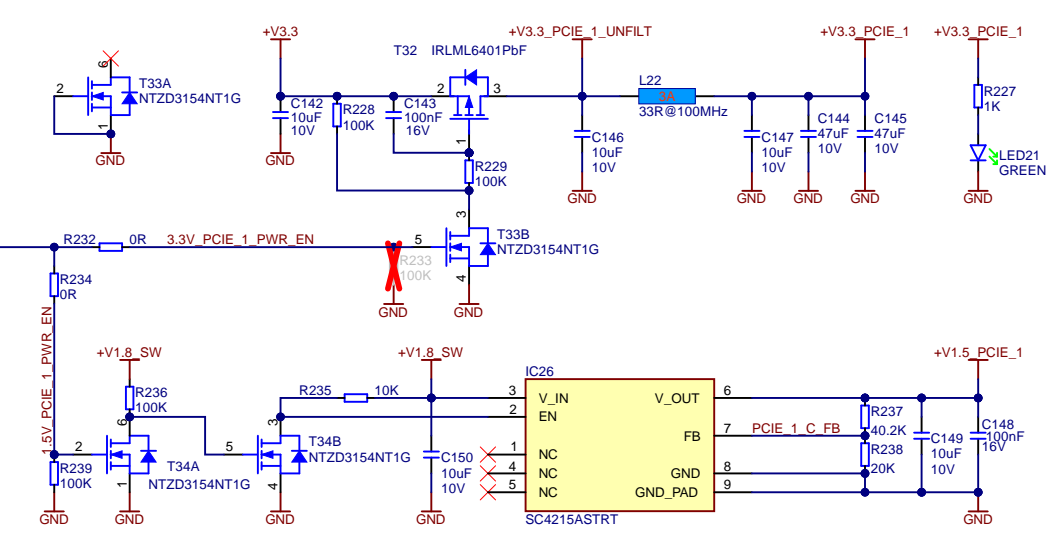 +V3.3
+V3.3_PCIE_1_UNFILT
+V3.3_PCIE_1
+V3.3_PCIE_1
T32 IRLML6401PbF
6
2
T33A
NTZD3154NT1G
1
GND
C142
10uF
10V
GND
R228
100K
C143
100nF
16V
2
3
1
R229
100K
L22
3A
33R@100MHz
C146
10uF
10V
GND
C147
10uF
10V
GND
C144
47uF
10V
GND
C145
47uF
10V
GND
R227
1K
LED21
GREEN
GND
R232 0R
3.3V_PCIE_1_PWR_EN
R233
100K
GND
3
5
T33B
NTZD3154NT1G
4
GND
R234
0R
1.5V_PCIE_1_PWR_EN
+V1.8_SW
R236
100K
6
2
T34A
NTZD3154NT1G
1
GND
R239
100K
GND
R235 10K
3
5
T34B
NTZD3154NT1G
4
GND
+V1.8_SW
C150
10uF
10V
GND
IC26
3 V_IN
2 EN
1 NC
4 NC
5 NC
V_OUT 6
FB 7
GND 8
GND_PAD 9
SC4215ASTRT
PCIE_1_C_FB
R237
40.2K
R238
20K
C149
10uF
10V
+V1.5_PCIE_1
C148
100nF
16V
GND